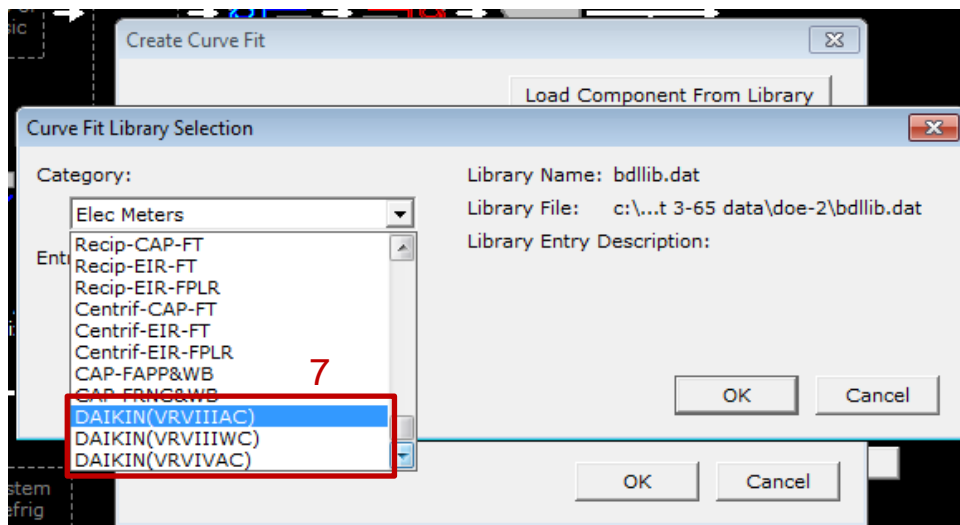 Create Curve Fit
Load Component From Library
Curve Fit Library Selection
Category:
Library Name: bdllib.dat
Elec Meters
Library File: c:\...t 3-65 data\doe-2\bdllib.dat
Library Entry Description:
Recip-CAP-FT
Recip-EIR-FT
Recip-EIR-FPLR
Centrif-CAP-FT
Centrif-EIR-FT
Centrif-EIR-FPLR
CAP-FAPP&WB
7
CAP-FRNG&WB
DAIKIN(VRVIIIAC)
DAIKIN(VRVIIIWC)
DAIKIN(VRVIVAC)
OK
Cancel
OK
Cancel